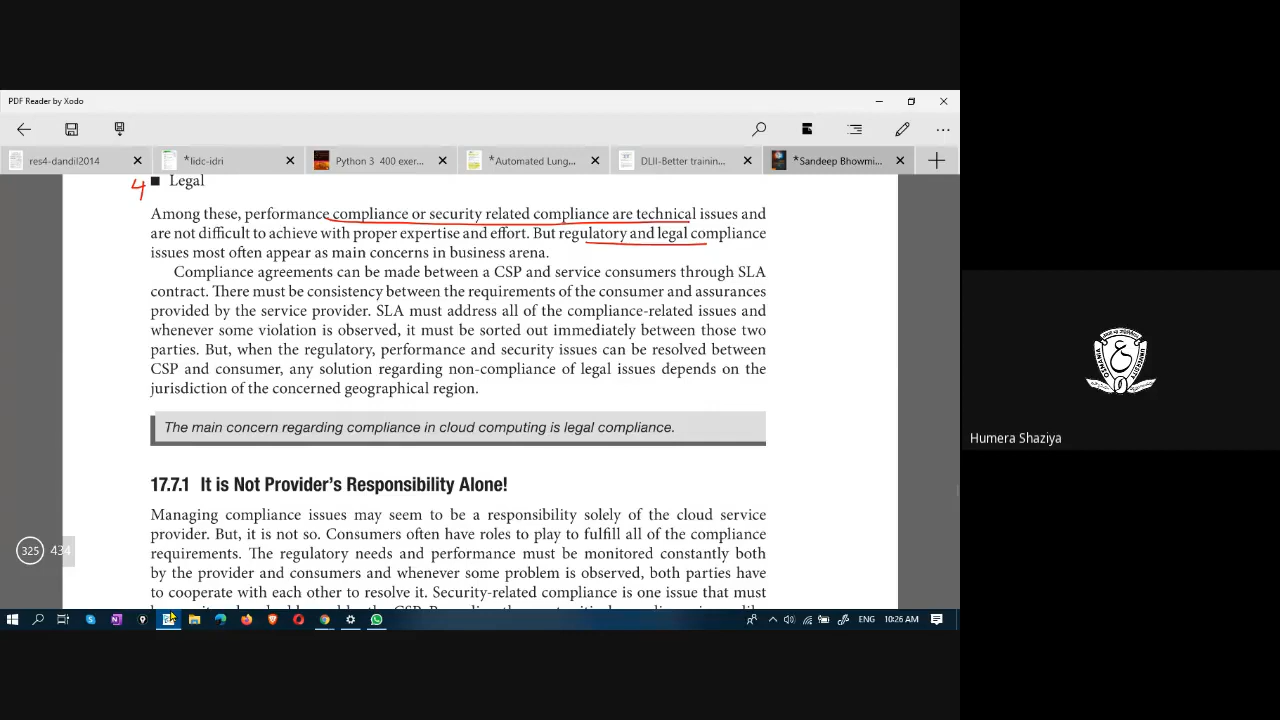 PDF Reader by Xodo
res4-dandil2014
*lidc-idri
Python 3 400 exer...
*Automated Lung...
DLII-Better trainin...
*Sandeep Bhowmi...
4 ■ Legal
Among these, performance compliance or security related compliance are technical issues and
are not difficult to achieve with proper expertise and effort. But regulatory and legal compliance
issues most often appear as main concerns in business arena.
Compliance agreements can be made between a CSP and service consumers through SLA
contract. There must be consistency between the requirements of the consumer and assurances
provided by the service provider. SLA must address all of the compliance-related issues and
whenever some violation is observed, it must be sorted out immediately between those two
parties. But, when the regulatory, performance and security issues can be resolved between
CSP and consumer, any solution regarding non-compliance of legal issues depends on the
jurisdiction of the concerned geographical region.
The main concern regarding compliance in cloud computing is legal compliance.
17.7.1 It is Not Provider's Responsibility Alone!
Managing compliance issues may seem to be a responsibility solely of the cloud service
provider. But, it is not so. Consumers often have roles to play to fulfill all of the compliance
requirements. The regulatory needs and performance must be monitored constantly both
by the provider and consumers and whenever some problem is observed, both parties have
to cooperate with each other to resolve it. Security-related compliance is one issue that must
325 434
ENG 10:26 AM
Humera Shaziya